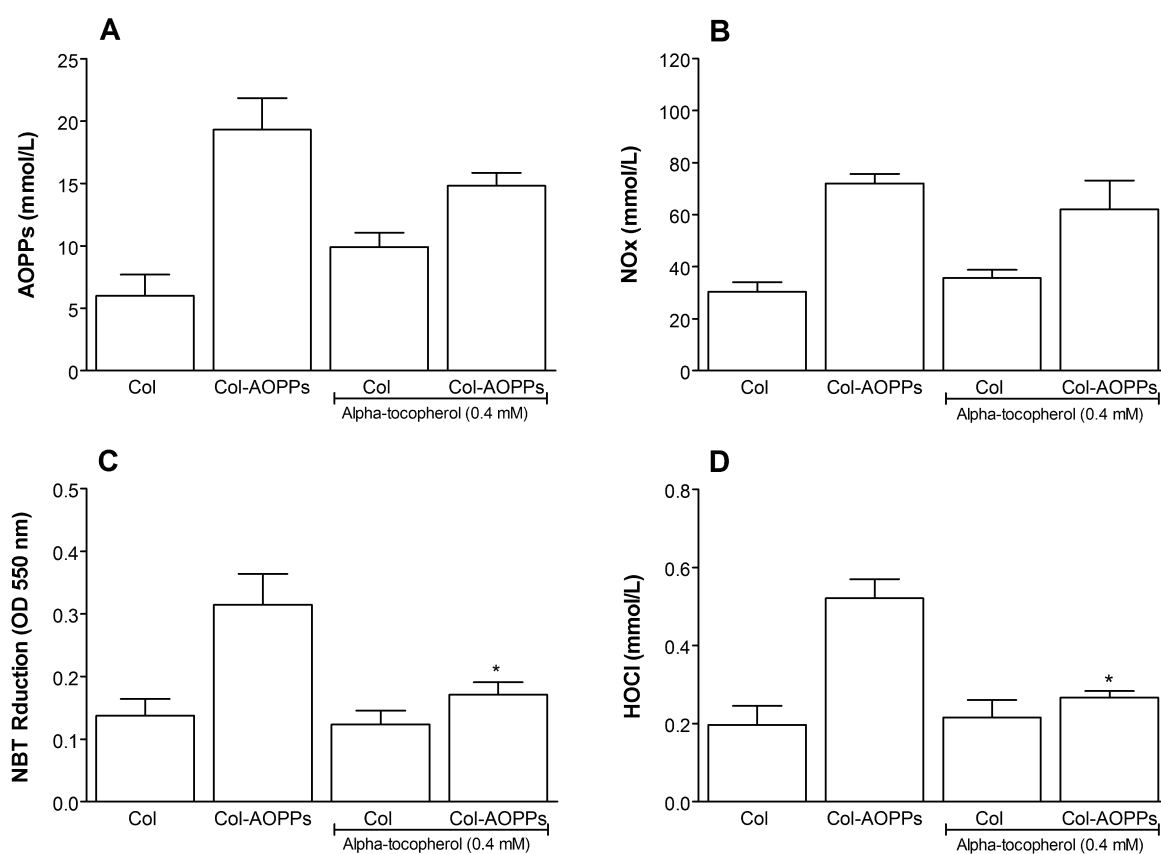 A
AOPPs (mmol/L)
25
20
15
10
5
0
Col
Col-AOPPs
Col
Col-AOPPs
Alpha-tocopherol (0.4 mM)
B
NOx (mmol/L)
120
100
80
60
40
20
0
Col
Col-AOPPs
Col
Col-AOPPs
Alpha-tocopherol (0.4 mM)
C
NBT Rduction (OD 550 nm)
0.5
0.4
0.3
0.2
0.1
0.0
*
Col
Col-AOPPs
Col
Col-AOPPs
Alpha-tocopherol (0.4 mM)
D
HOCl (mmol/L)
0.8
0.6
0.4
0.2
0.0
*
Col
Col-AOPPs
Col
Col-AOPPs
Alpha-tocopherol (0.4 mM)